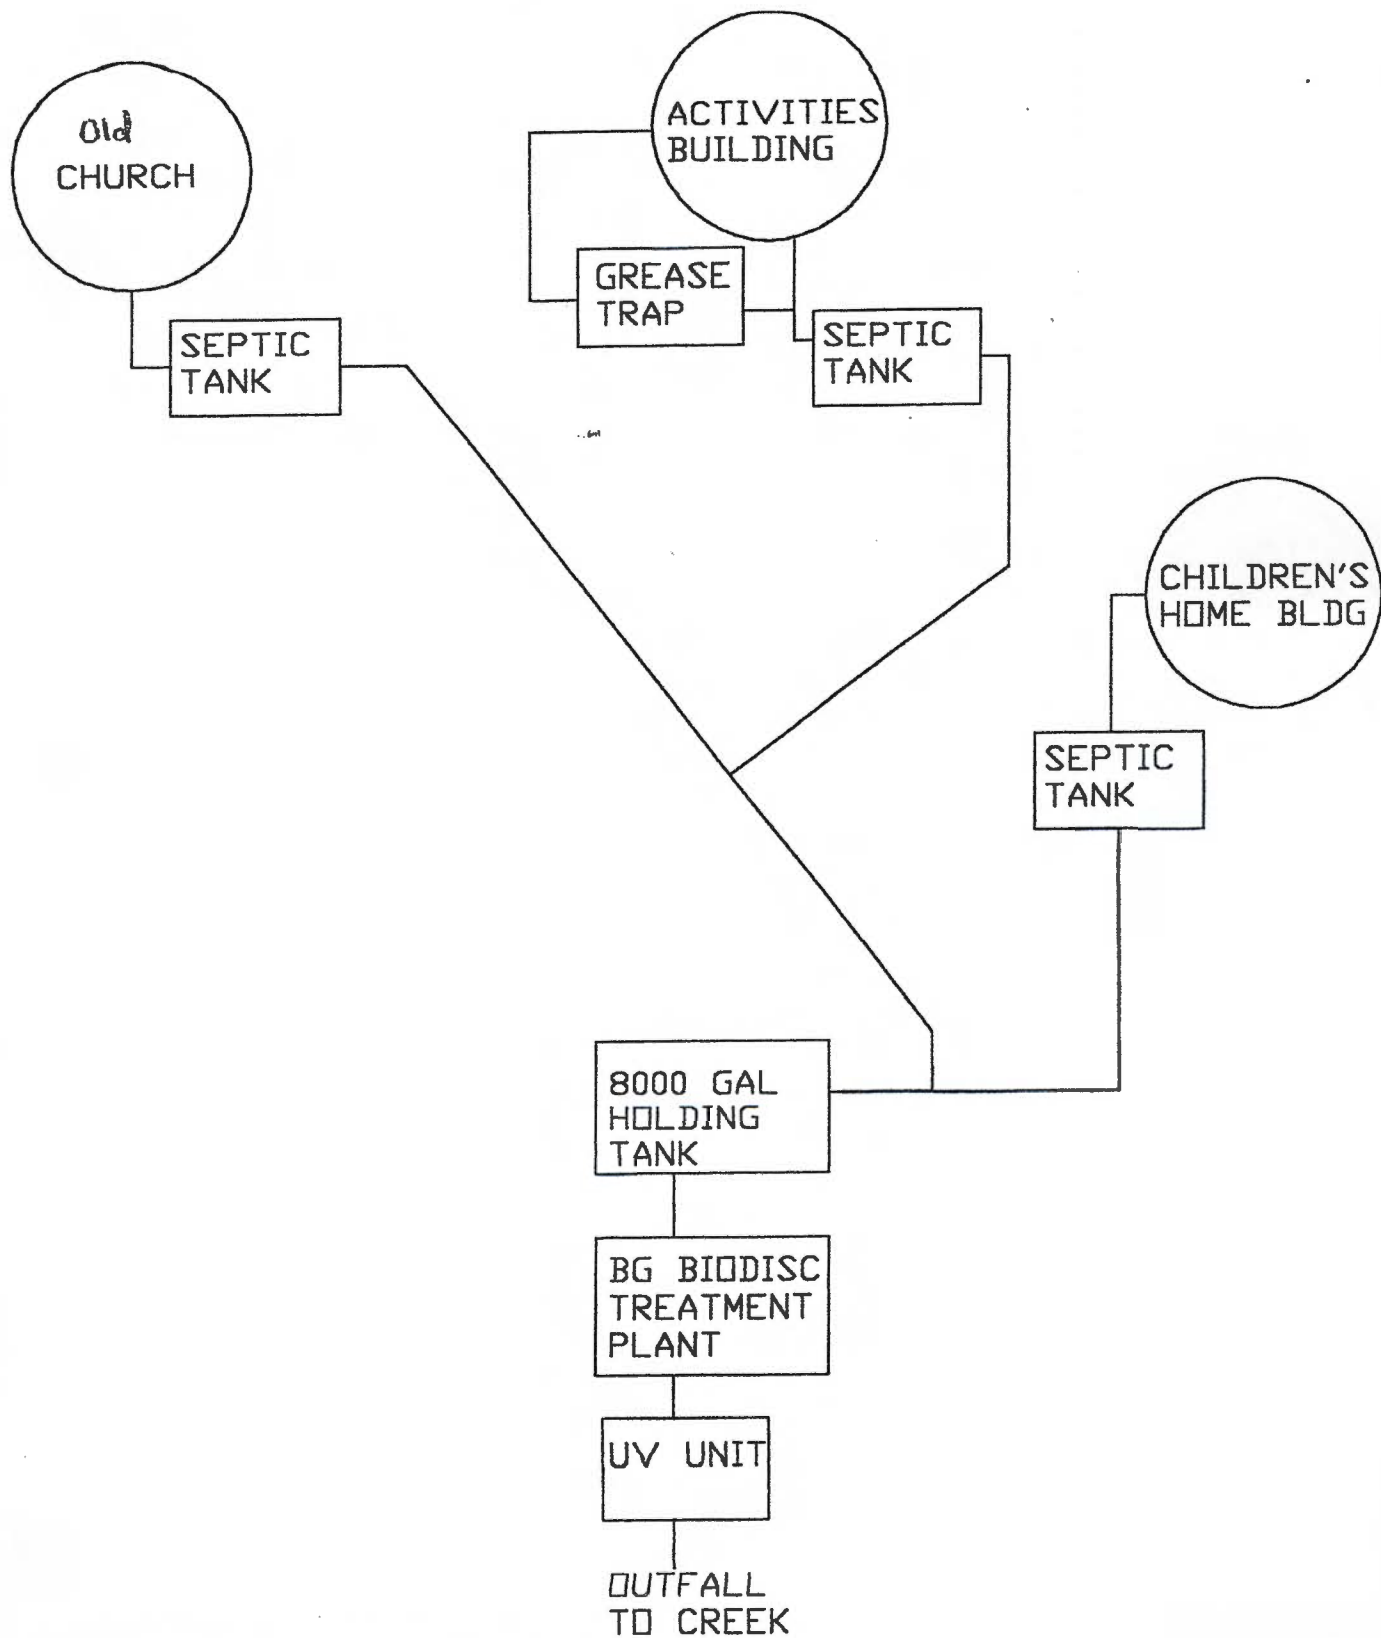 Old
CHURCH
ACTIVITIES
BUILDING
GREASE
TRAP
SEPTIC
TANK
SEPTIC
TANK
CHILDREN'S
HOME BLDG
SEPTIC
TANK
8000 GAL
HOLDING
TANK
BG BIODISC
TREATMENT
PLANT
UV UNIT
OUTFALL
TO CREEK